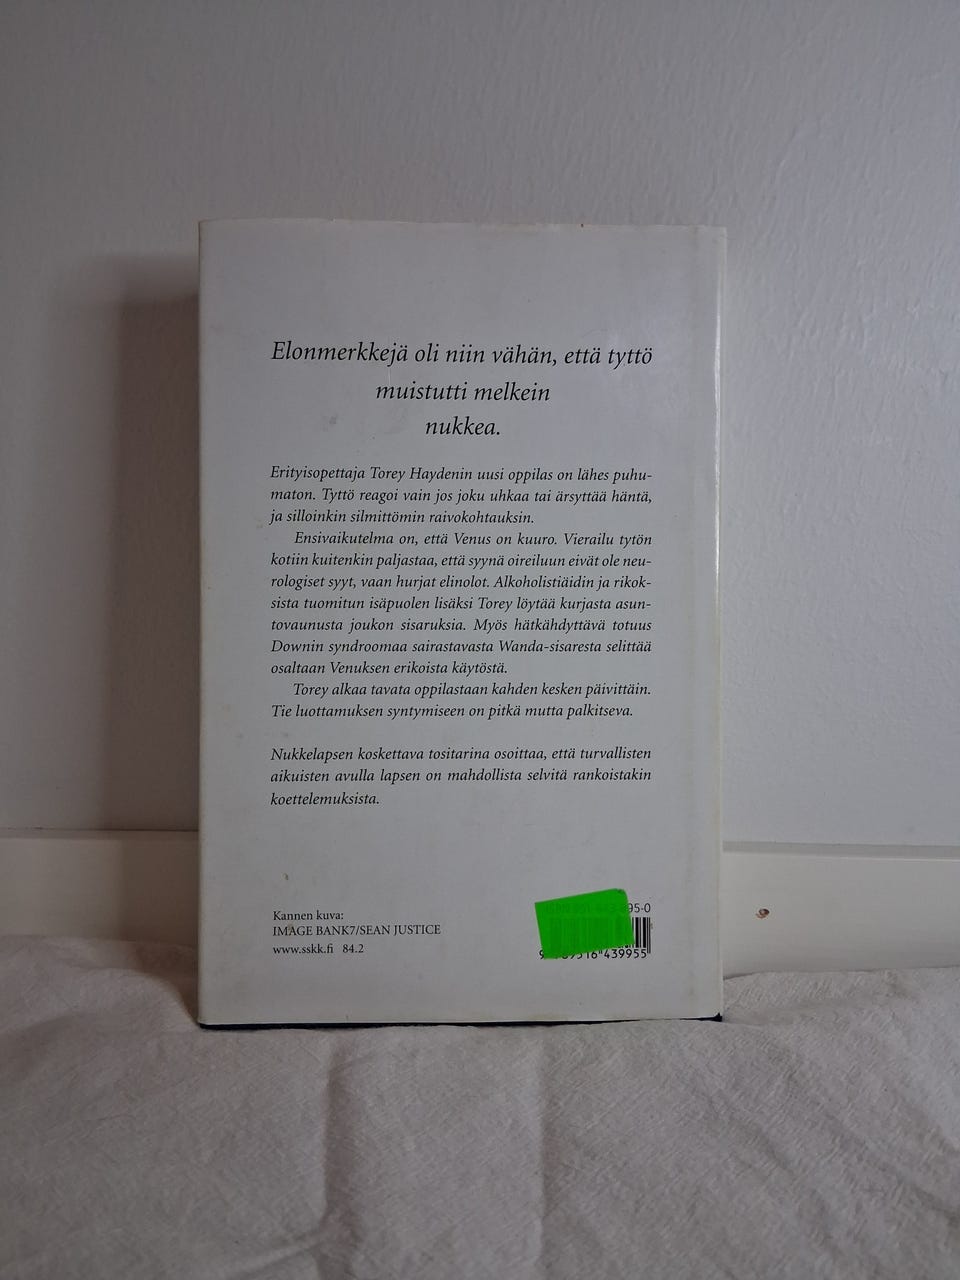 Elonmerkkejä oli niin vähän, että tyttö
muistutti melkein
nukkea.
Erityisopettaja Torey Haydenin uusi oppilas on lähes puhu-
maton. Tyttö reagoi vain jos joku uhkaa tai ärsyttää häntä,
ja silloinkin silmittömin raivokohtauksin.
Ensivaikutelma on, että Venus on kuuro. Vierailu tytön
kotiin kuitenkin paljastaa, että syynä oireiluun eivät ole neu-
rologiset syyt, vaan hurjat elinolot. Alkoholistiäidin ja rikok-
sista tuomitun isäpuolen lisäksi Torey löytää kurjasta asun-
tovaunusta joukon sisaruksia. Myös hätkähdyttävä totuus
Downin syndroomaa sairastavasta Wanda-sisaresta selittää
osaltaan Venuksen erikoista käytöstä.
Torey alkaa tavata oppilastaan kahden kesken päivittäin.
Tie luottamuksen syntymiseen on pitkä mutta palkitseva.
Nukkelapsen koskettava tositarina osoittaa, että turvallisten
aikuisten avulla lapsen on mahdollista selvitä rankoistakin
koettelemuksista.
Kannen kuva:
IMAGE BANK7/SEAN JUSTICE
www.sskk.fi 84.2
95-0
439955